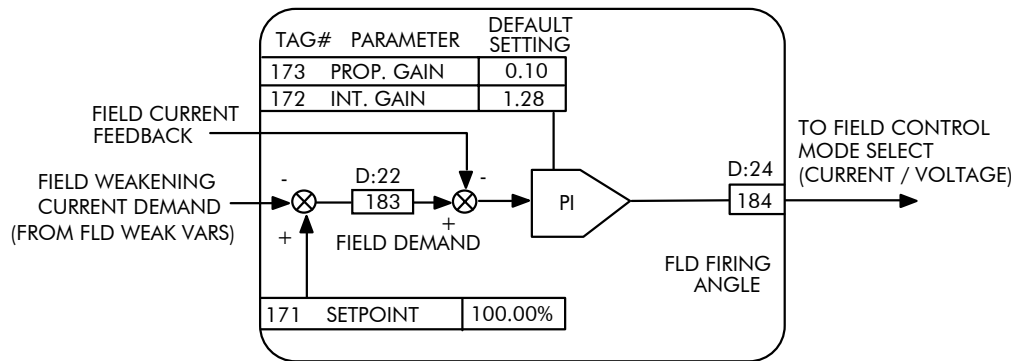 TAG# PARAMETER DEFAULT SETTING
173 PROP. GAIN 0.10
172 INT. GAIN 1.28
FIELD CURRENT
FEEDBACK
FIELD WEAKENING
CURRENT DEMAND
(FROM FLD WEAK VARS)
-
+
D:22
183
FIELD DEMAND
-
+
PI
D:24
184
FLD FIRING
ANGLE
TO FIELD CONTROL
MODE SELECT
(CURRENT / VOLTAGE)
171 SETPOINT 100.00%